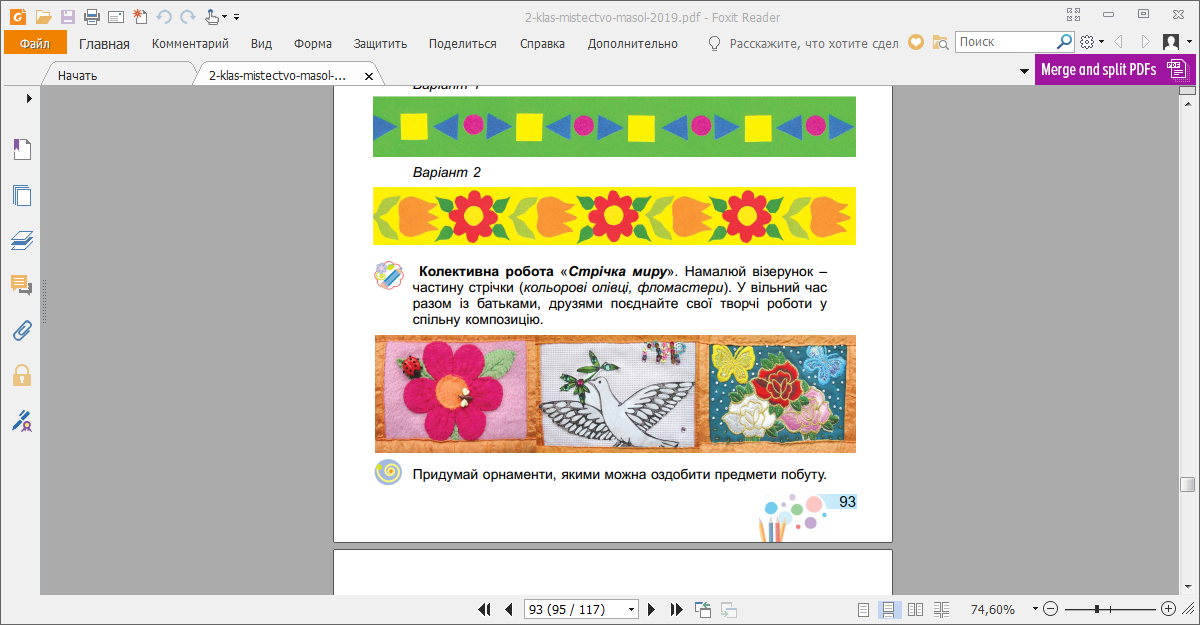 2-klas-mistectvo-masol-2019.pdf - Foxit Reader
Файл Главная Комментарий Вид Форма Защитить Поделиться Справка Дополнительно Расскажите, что хотите сдел Поиск
Начать 2-klas-mistectvo-masol-... Merge and split PDFs
Варіант 1
Варіант 2
Колективна робота «Стрічка миру». Намалюй візерунок –
частину стрічки (кольорові олівці, фломастери). У вільний час
разом із батьками, друзями поєднайте свої творчі роботи у
спільну композицію.
Придумай орнаменти, якими можна оздобити предмети побуту.
93
93 (95 / 117) 74,60%